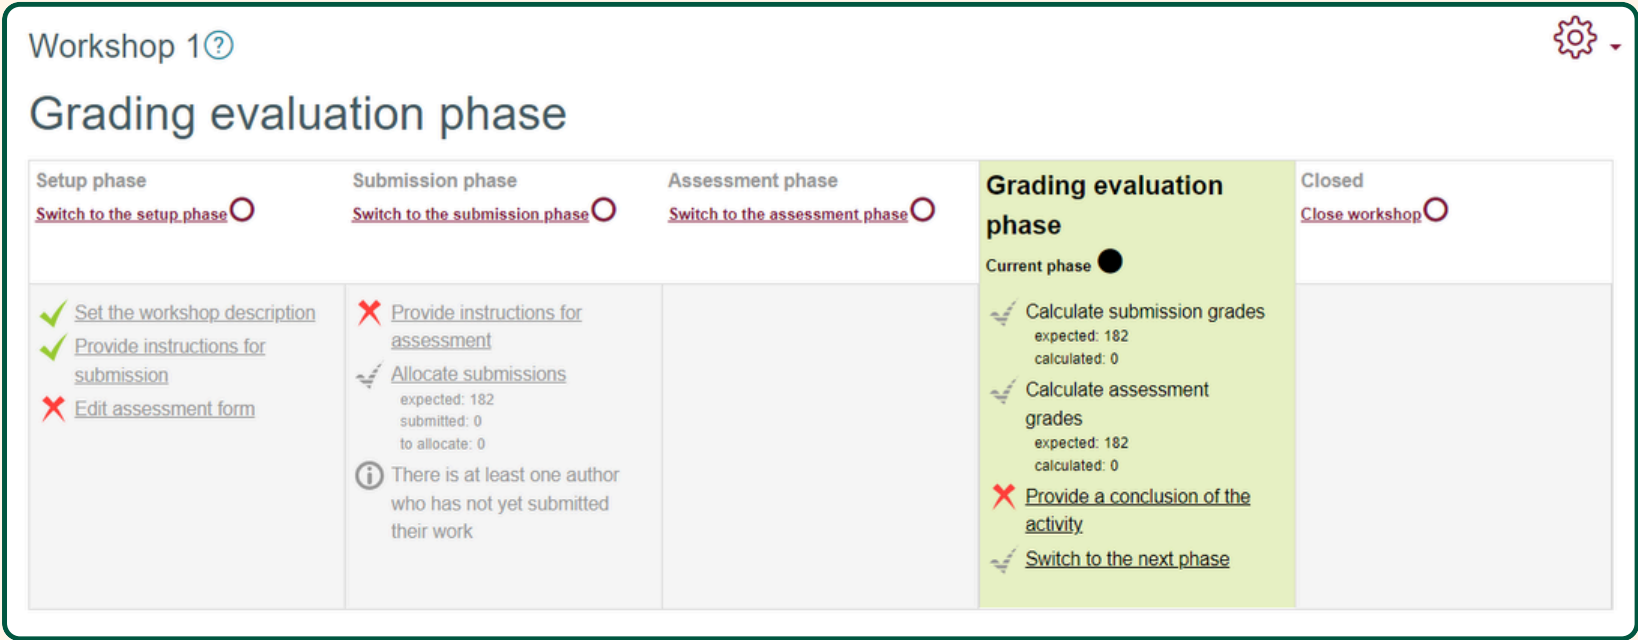 Workshop 1
Grading evaluation phase
Setup phase
Switch to the setup phase
Submission phase
Switch to the submission phase
Assessment phase
Switch to the assessment phase
Grading evaluation
phase
Current phase
Closed
Close workshop
Set the workshop description
Provide instructions for
submission
Edit assessment form
Provide instructions for
assessment
Allocate submissions
expected: 182
submitted: 0
to allocate: 0
There is at least one author
who has not yet submitted
their work
Calculate submission grades
expected: 182
calculated: 0
Calculate assessment
grades
expected: 182
calculated: 0
Provide a conclusion of the
activity
Switch to the next phase